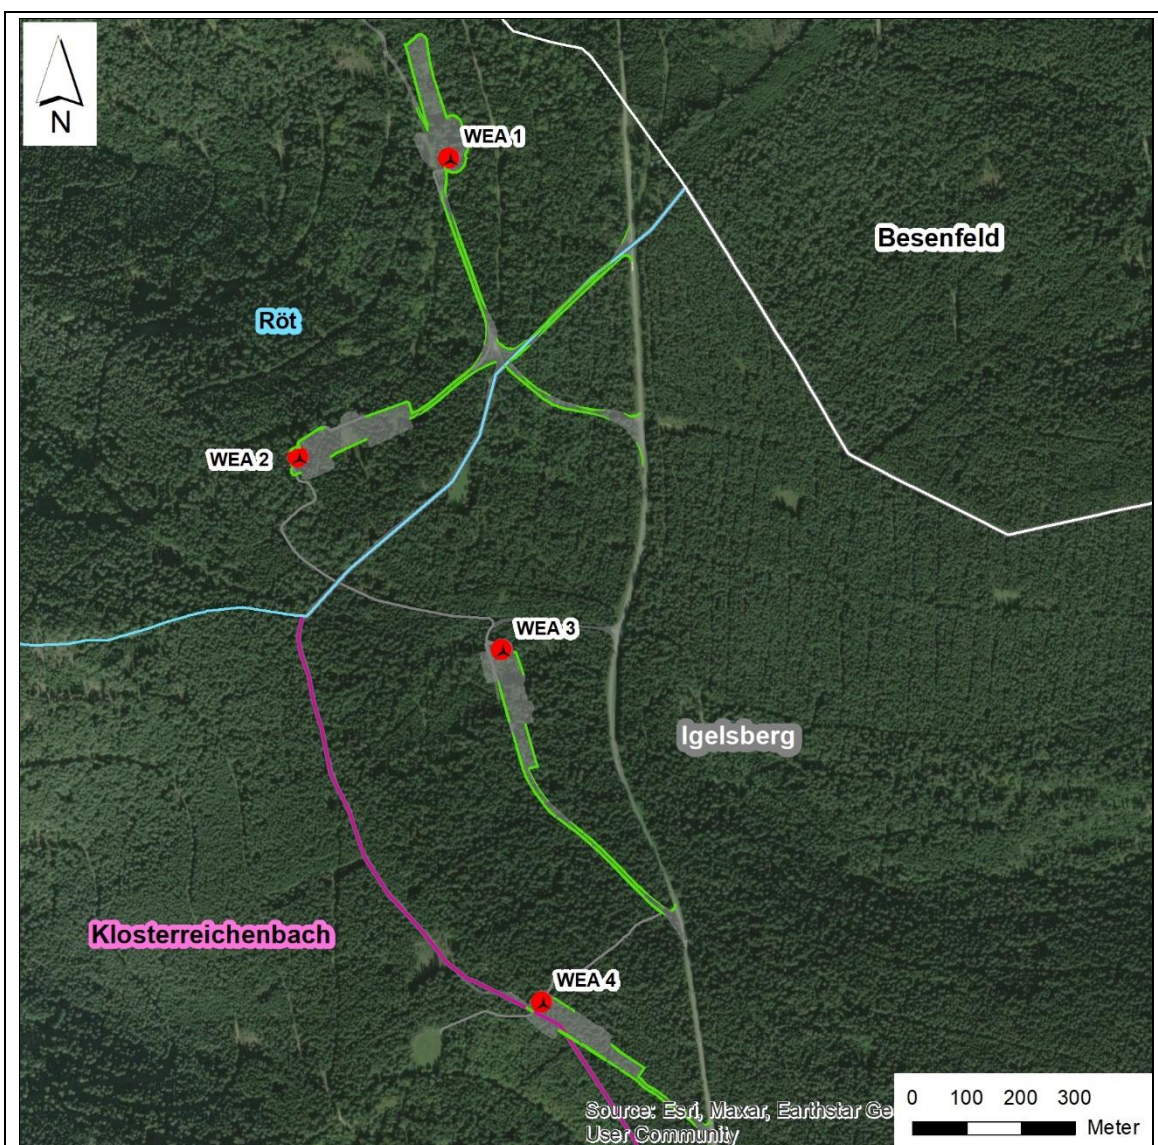 N
WEA 1
Besenfeld
Röt
WEA 2
WEA 3
Igelsberg
Klosterreichenbach
WEA 4
0 100 200 300
Meter
Source: Esri, Maxar, Earthstar Ge
User Community